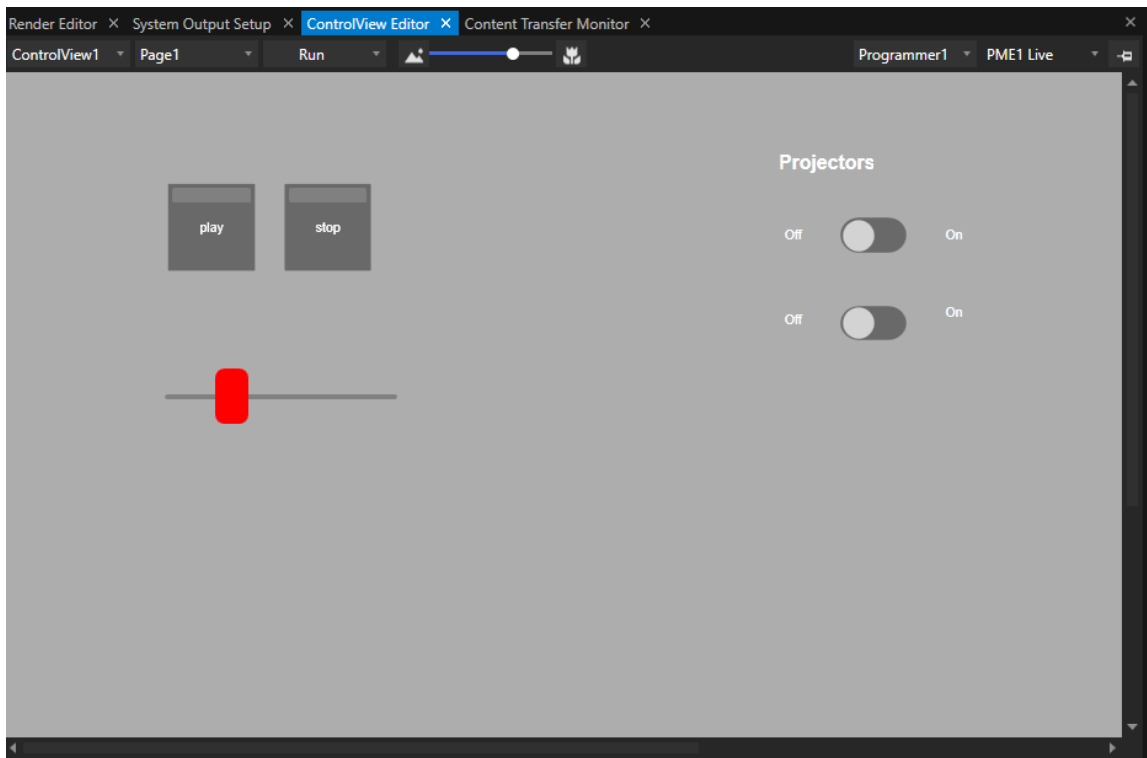 Render Editor × System Output Setup × ControlView Editor × Content Transfer Monitor ×
ControlView1 Page1 Run Programmer1 PME1 Live
Projectors
play stop Off On
Off On